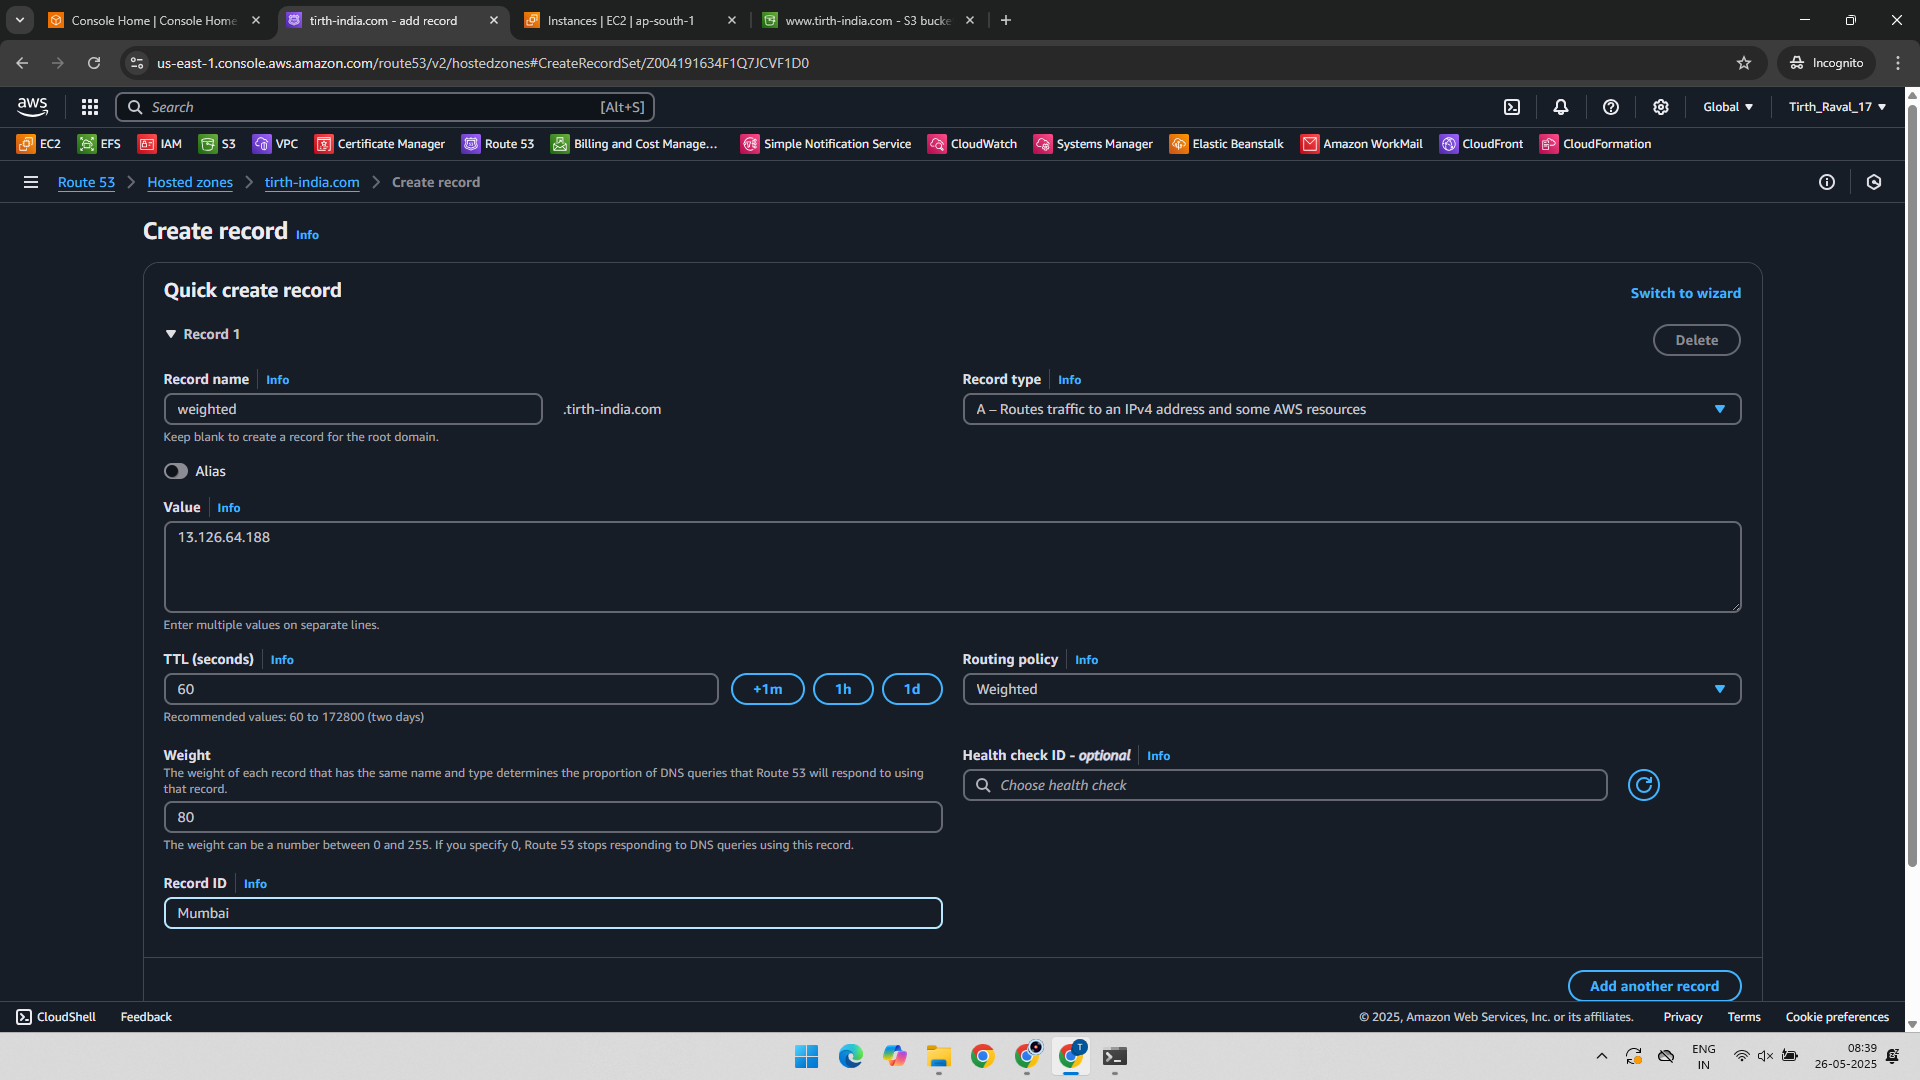 Console Home | Console Home
tirth-india.com - add record
Instances | EC2 | ap-south-1
www.tirth-india.com - S3 bucke
us-east-1.console.aws.amazon.com/route53/v2/hostedzones#CreateRecordSet/Z004191634F1Q7JCVF1D0
Incognito
aws
Search
[Alt+S]
Global
Tirth_Raval_17
EC2
EFS
IAM
S3
VPC
Certificate Manager
Route 53
Billing and Cost Manage...
Simple Notification Service
CloudWatch
Systems Manager
Elastic Beanstalk
Amazon WorkMail
CloudFront
CloudFormation
Route 53 > Hosted zones > tirth-india.com > Create record
Create record Info
Quick create record
Switch to wizard
Record 1
Delete
Record name Info
weighted
.tirth-india.com
Keep blank to create a record for the root domain.
Record type Info
A – Routes traffic to an IPv4 address and some AWS resources
Alias
Value Info
13.126.64.188
Enter multiple values on separate lines.
TTL (seconds) Info
60
+1m
1h
1d
Recommended values: 60 to 172800 (two days)
Routing policy Info
Weighted
Weight
The weight of each record that has the same name and type determines the proportion of DNS queries that Route 53 will respond to using
that record.
80
The weight can be a number between 0 and 255. If you specify 0, Route 53 stops responding to DNS queries using this record.
Health check ID - optional Info
Choose health check
Record ID Info
Mumbai
Add another record
CloudShell
Feedback
© 2025, Amazon Web Services, Inc. or its affiliates.
Privacy
Terms
Cookie preferences
T
ENG
IN
08:39
26-05-2025